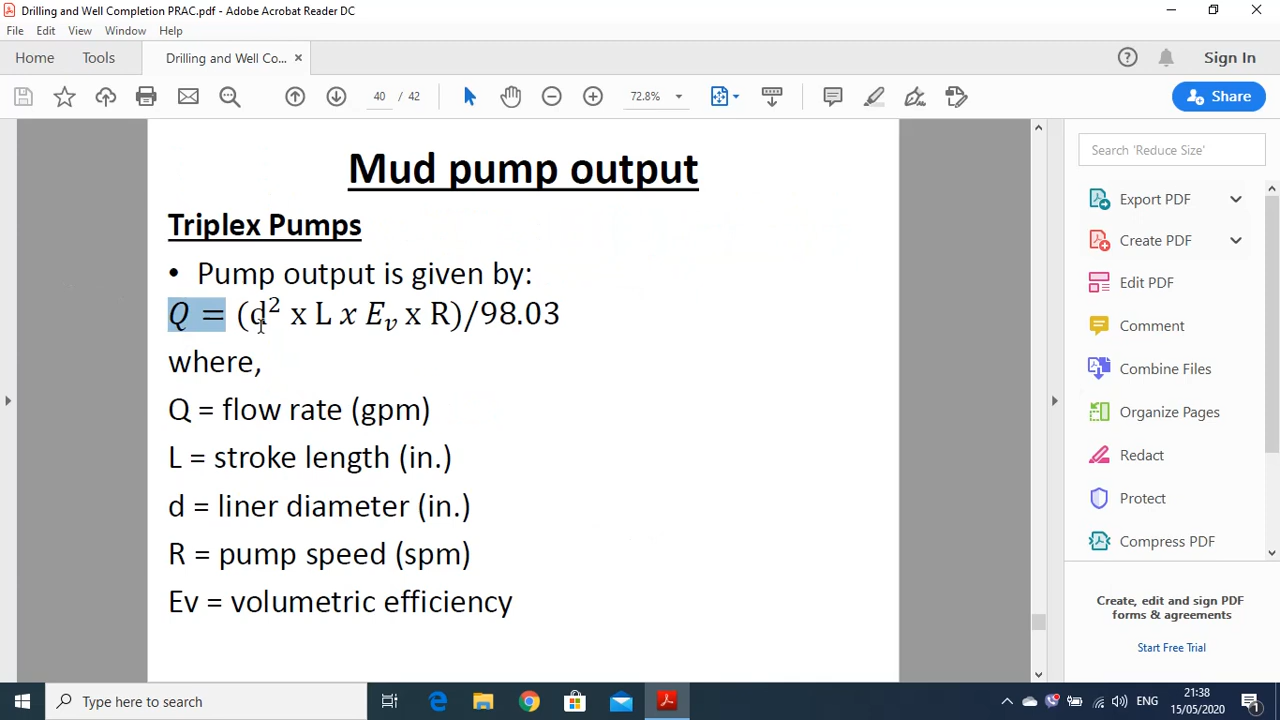 Drilling and Well Completion PRAC.pdf - Adobe Acrobat Reader DC
File Edit View Window Help
Home Tools Drilling and Well Co... × Sign In
40 / 42 72.8% Share
Mud pump output
Triplex Pumps
• Pump output is given by:
Q = (d² x L x Eᵥ x R)/98.03
where,
Q = flow rate (gpm)
L = stroke length (in.)
d = liner diameter (in.)
R = pump speed (spm)
Ev = volumetric efficiency
Search 'Reduce Size'
Export PDF
Create PDF
Edit PDF
Comment
Combine Files
Organize Pages
Redact
Protect
Compress PDF
Create, edit and sign PDF
forms & agreements
Start Free Trial
Type here to search
ENG
21:38
15/05/2020
1